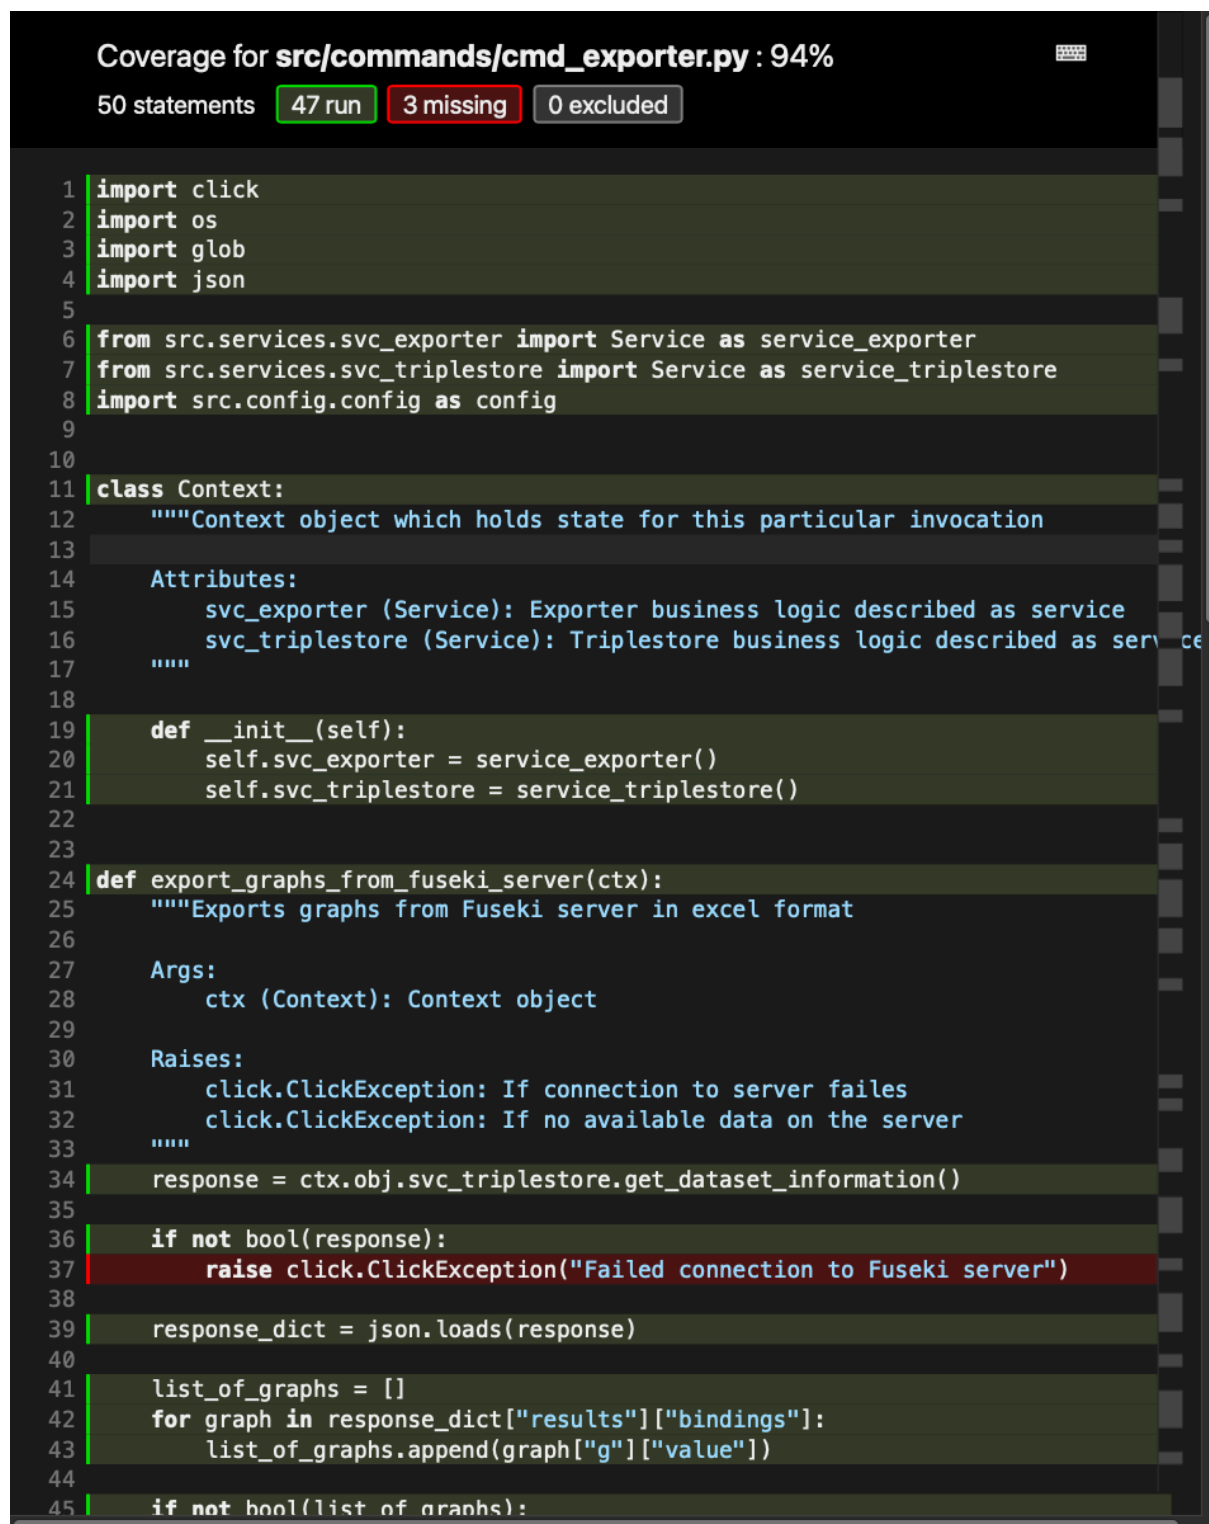 Coverage for src/commands/cmd_exporter.py : 94%
50 statements 47 run 3 missing 0 excluded
1 import click
2 import os
3 import glob
4 import json
5
6 from src.services.svc_exporter import Service as service_exporter
7 from src.services.svc_triplestore import Service as service_triplestore
8 import src.config.config as config
9
10
11 class Context:
12     """Context object which holds state for this particular invocation
13
14     Attributes:
15         svc_exporter (Service): Exporter business logic described as service
16         svc_triplestore (Service): Triplestore business logic described as service
17     """
18
19     def __init__(self):
20         self.svc_exporter = service_exporter()
21         self.svc_triplestore = service_triplestore()
22
23
24 def export_graphs_from_fuseki_server(ctx):
25     """Exports graphs from Fuseki server in excel format
26
27     Args:
28         ctx (Context): Context object
29
30     Raises:
31         click.ClickException: If connection to server failes
32         click.ClickException: If no available data on the server
33     """
34     response = ctx.obj.svc_triplestore.get_dataset_information()
35
36     if not bool(response):
37         raise click.ClickException("Failed connection to Fuseki server")
38
39     response_dict = json.loads(response)
40
41     list_of_graphs = []
42     for graph in response_dict["results"]["bindings"]:
43         list_of_graphs.append(graph["g"]["value"])
44
45     if not bool(list_of_graphs):